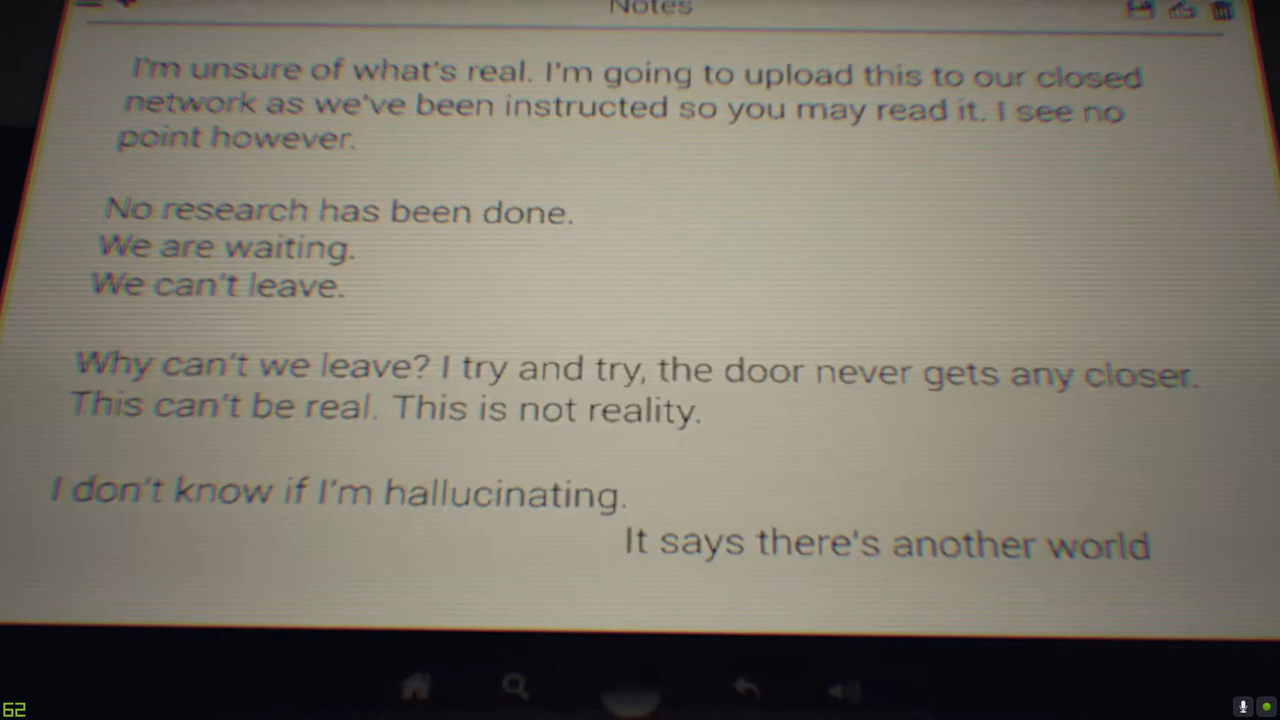 Notes
I'm unsure of what's real. I'm going to upload this to our closed
network as we've been instructed so you may read it. I see no
point however.
No research has been done.
We are waiting.
We can't leave.
Why can't we leave? I try and try, the door never gets any closer.
This can't be real. This is not reality.
I don't know if I'm hallucinating.
It says there's another world
62